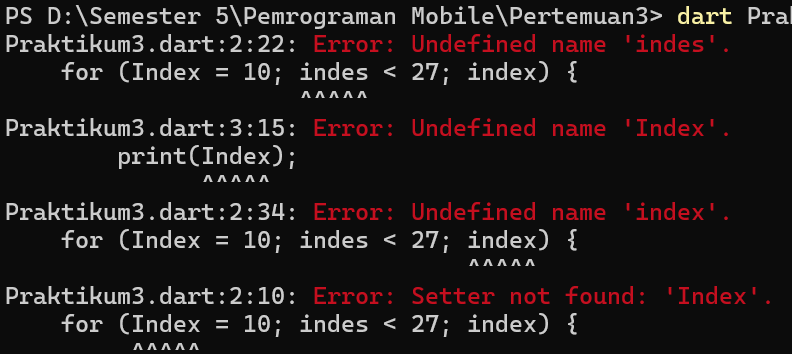 PS D:\Semester 5\Pemrograman Mobile\Pertemuan3> dart
Praktikum3.dart:2:22: Error: Undefined name 'indes'.
for (Index = 10; indes < 27; index) {
^^^^^
Praktikum3.dart:3:15: Error: Undefined name 'Index'.
print(Index);
^^^^^
Praktikum3.dart:2:34: Error: Undefined name 'index'.
for (Index = 10; indes < 27; index) {
^^^^^
Praktikum3.dart:2:10: Error: Setter not found: 'Index'.
for (Index = 10; indes < 27; index) {
^^^^^